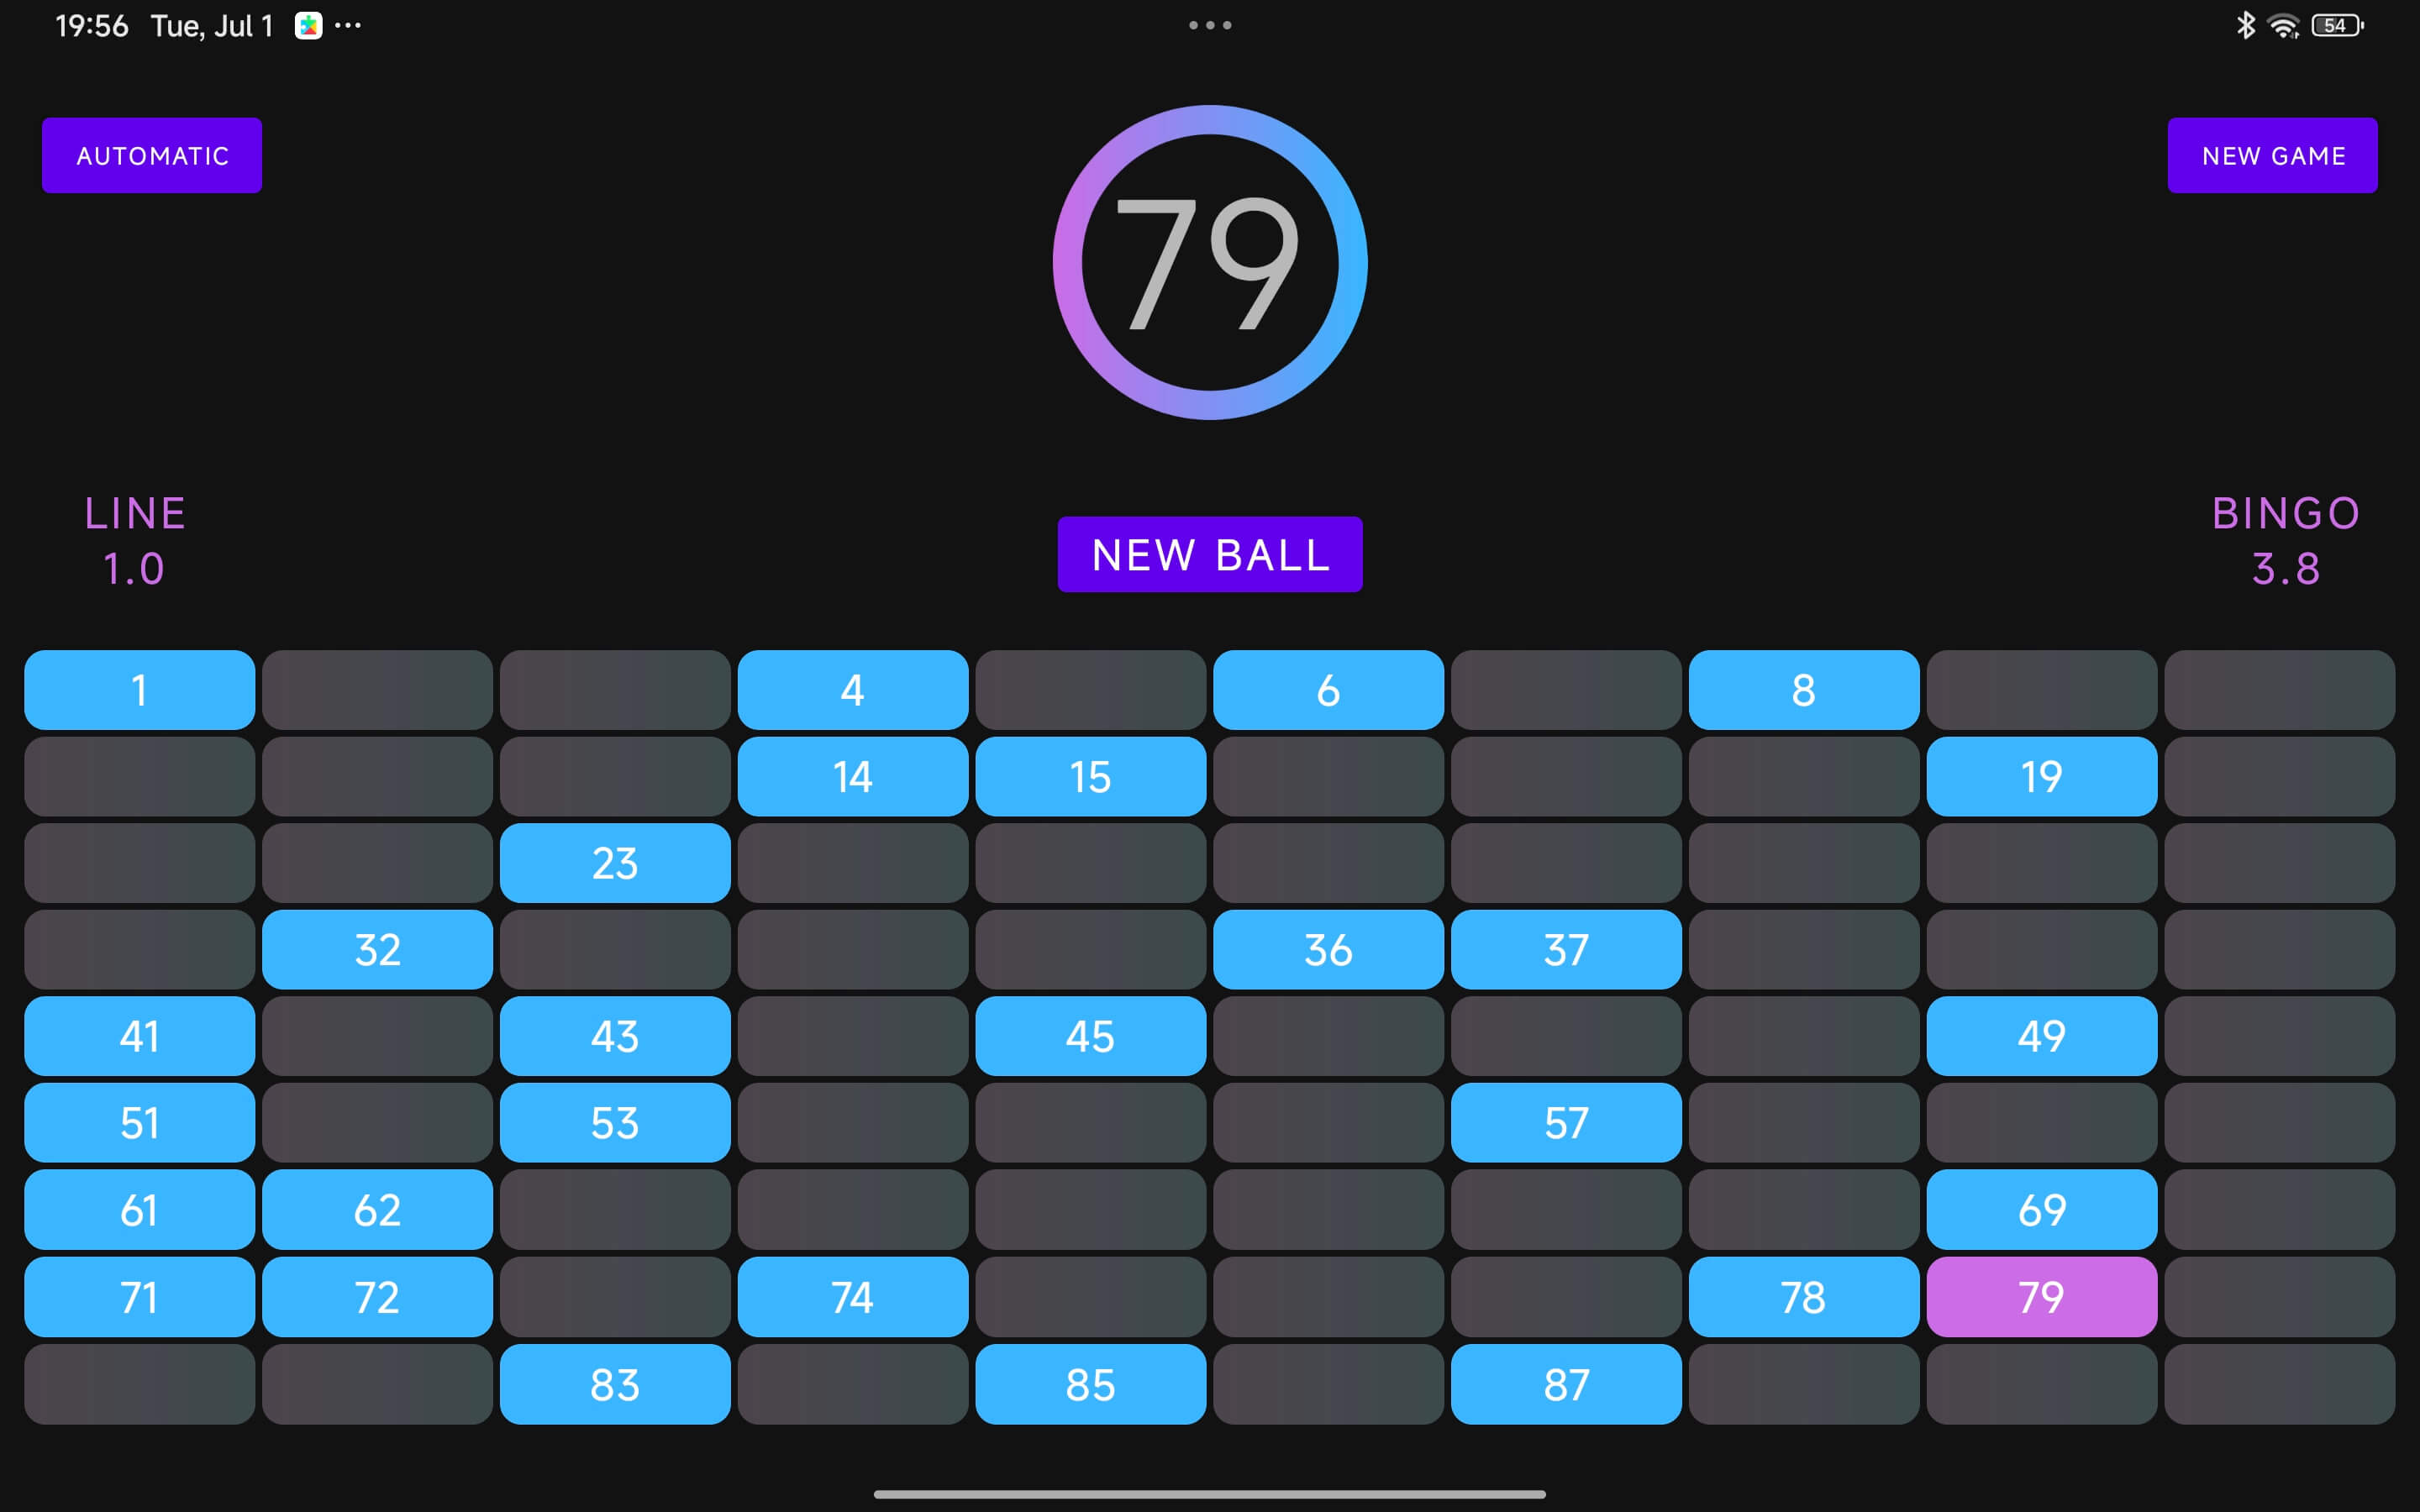 19:56 Tue, Jul 1 ... 54
AUTOMATIC
79
NEW GAME
LINE
1.0
NEW BALL
BINGO
3.8
1 4 6 8
14 15 19
23
32 36 37
41 43 45 49
51 53 57
61 62 69
71 72 74 78 79
83 85 87